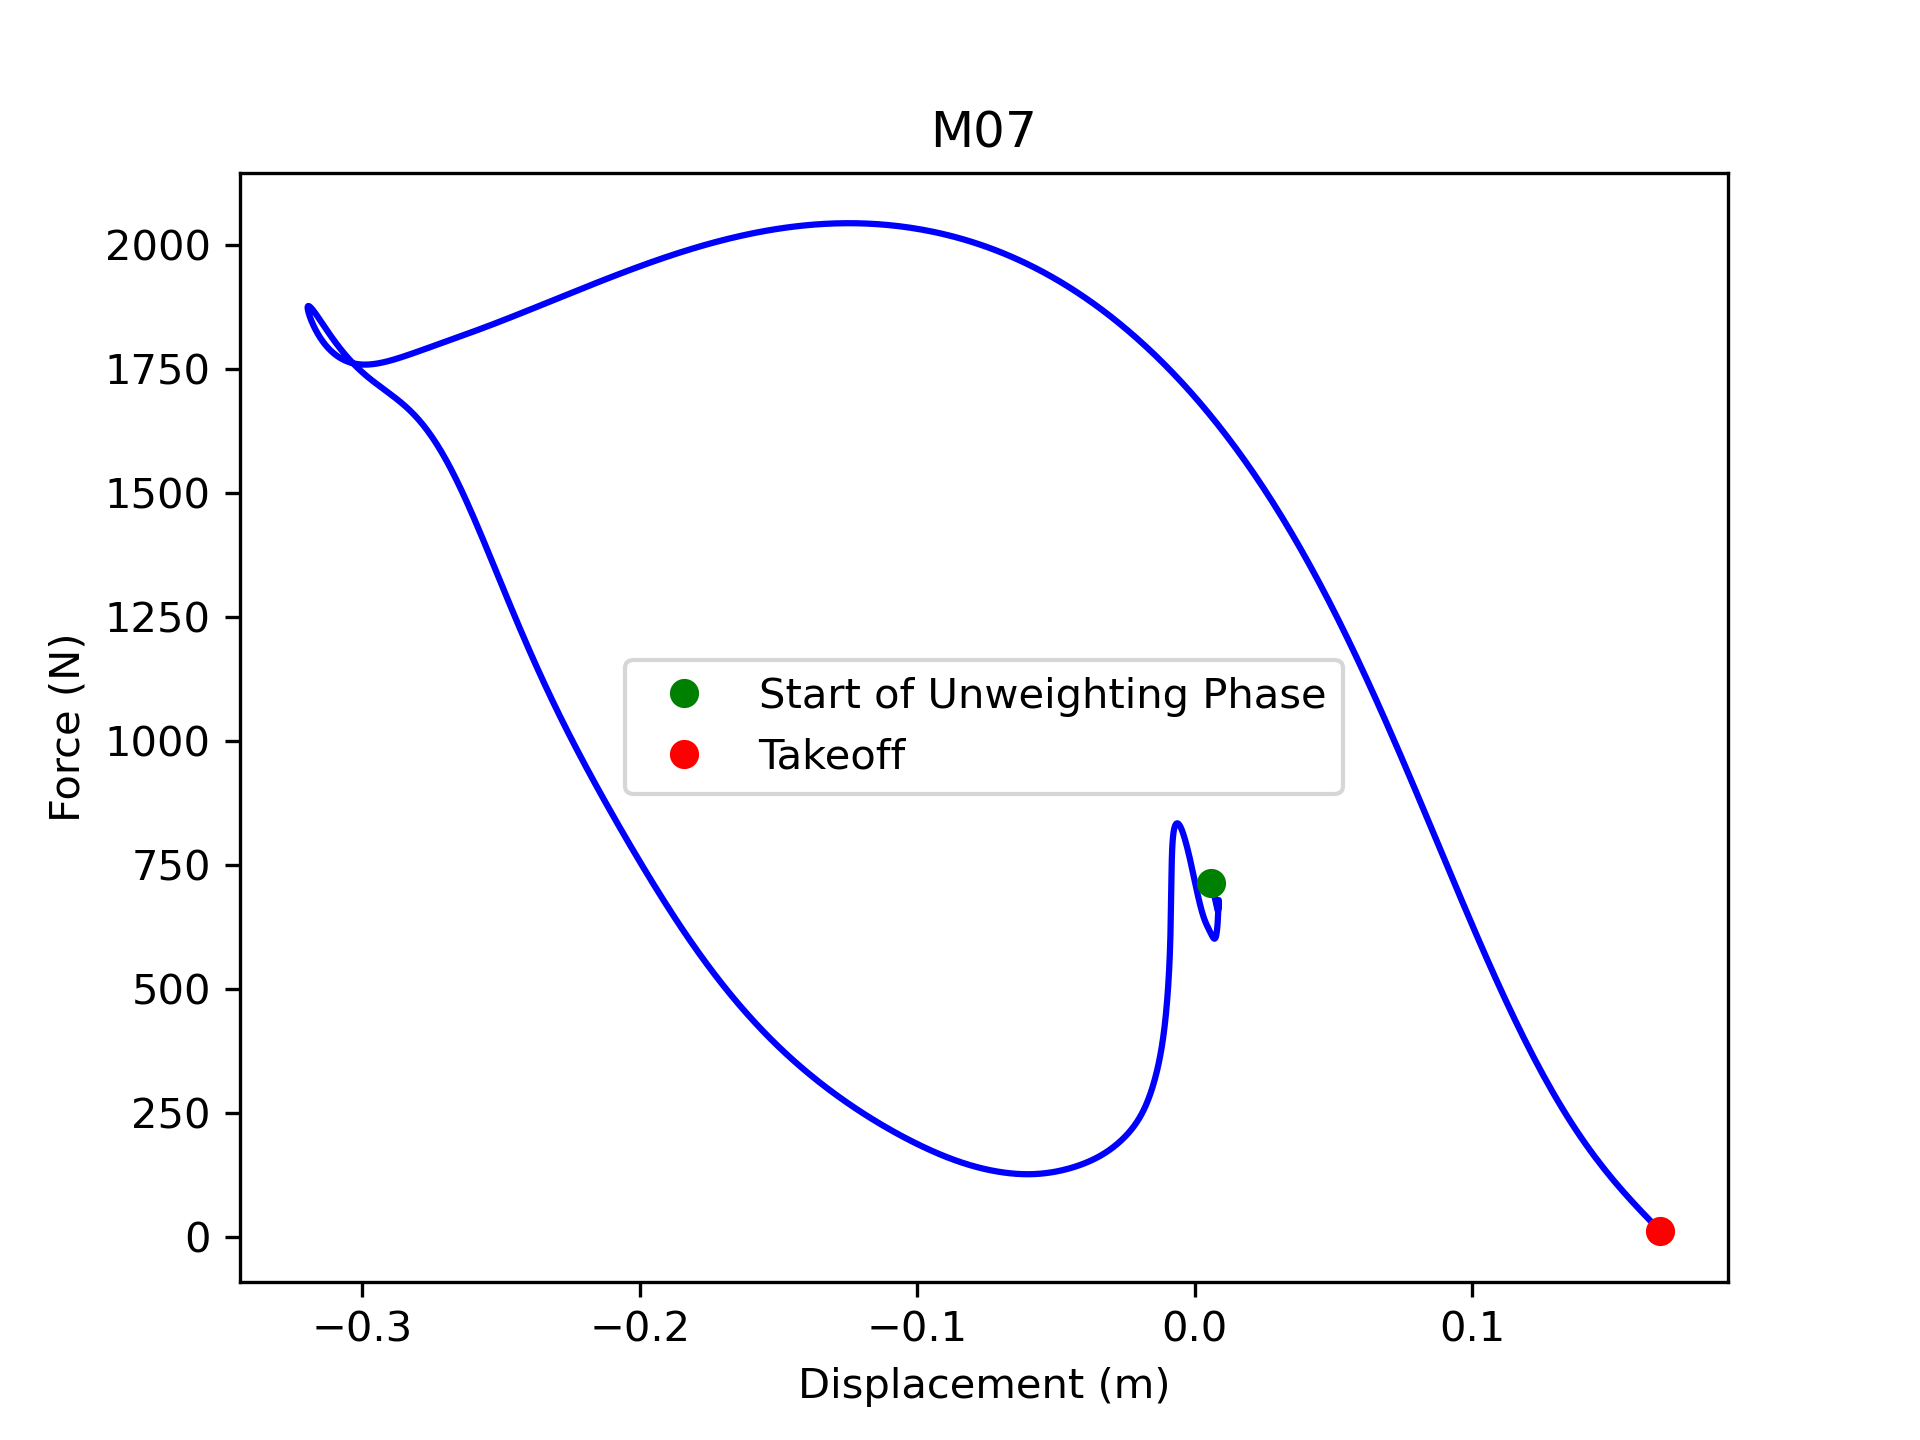 M07
2000
1750
1500
1250
1000
750
500
250
0
Force (N)
Start of Unweighting Phase
Takeoff
−0.3 −0.2 −0.1 0.0 0.1
Displacement (m)